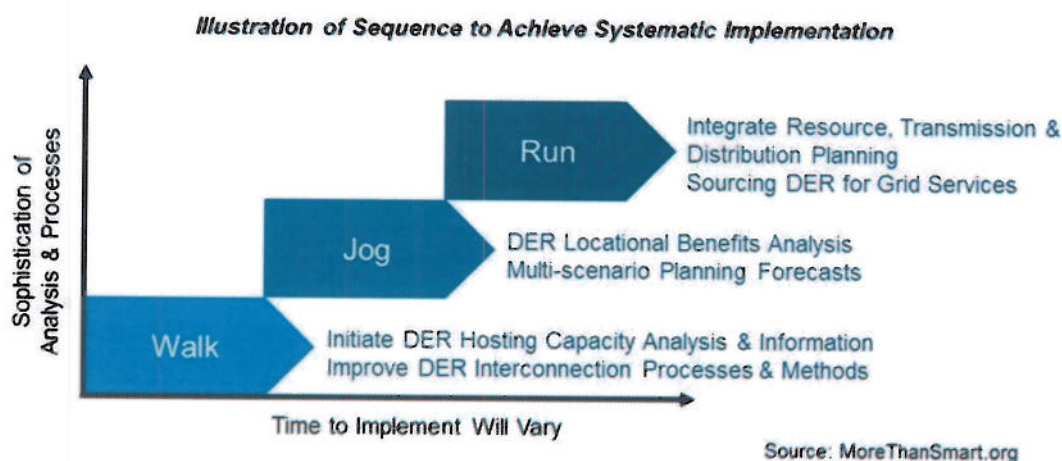 Illustration of Sequence to Achieve Systematic Implementation
Sophistication of
Analysis & Processes
Run
Integrate Resource, Transmission &
Distribution Planning
Sourcing DER for Grid Services
Jog
DER Locational Benefits Analysis
Multi-scenario Planning Forecasts
Walk
Initiate DER Hosting Capacity Analysis & Information
Improve DER Interconnection Processes & Methods
Time to Implement Will Vary
Source: MoreThanSmart.org